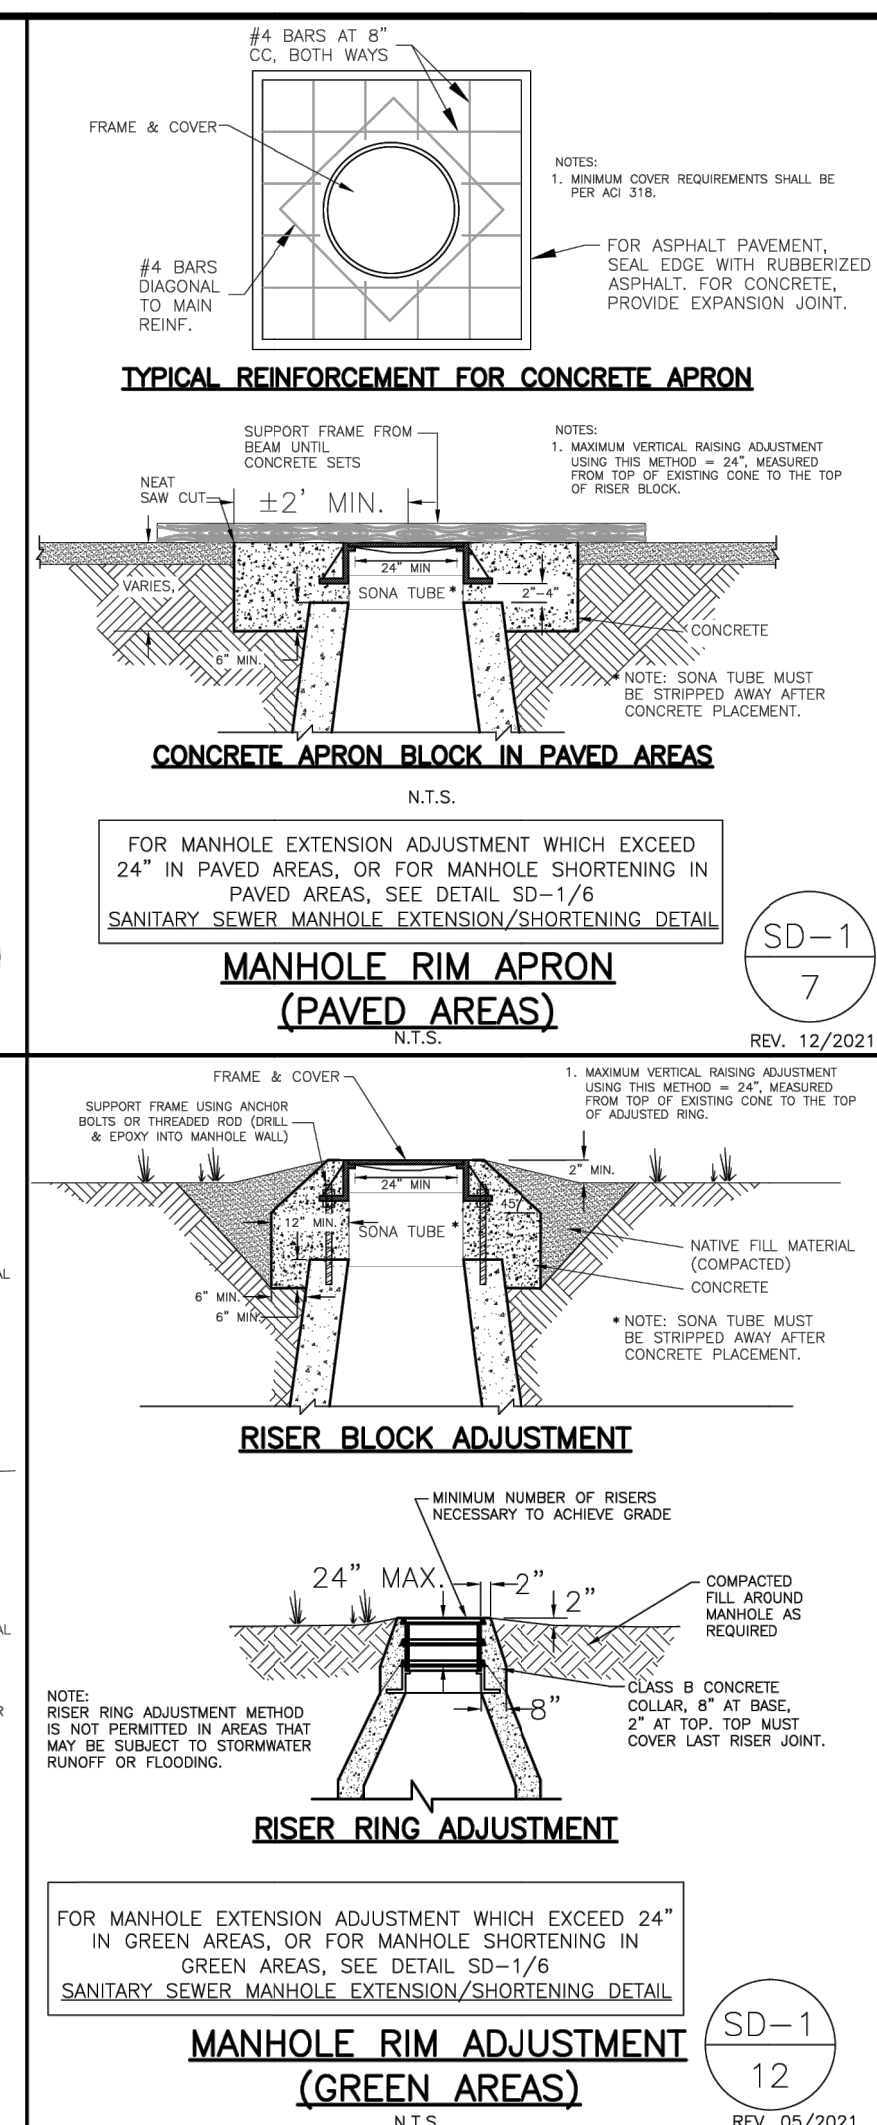 #4 BARS AT 8”
CC, BOTH WAYS
FRAME & COVER
NOTES:
1. MINIMUM COVER REQUIREMENTS SHALL BE
PER ACI 318.
#4 BARS
DIAGONAL
TO MAIN
REINF.
FOR ASPHALT PAVEMENT,
SEAL EDGE WITH RUBBERIZED
ASPHALT. FOR CONCRETE,
PROVIDE EXPANSION JOINT.
TYPICAL REINFORCEMENT FOR CONCRETE APRON
SUPPORT FRAME FROM
BEAM UNTIL
CONCRETE SETS
NOTES:
1. MAXIMUM VERTICAL RAISING ADJUSTMENT
USING THIS METHOD = 24”, MEASURED
FROM TOP OF EXISTING CONE TO THE TOP
OF RISER BLOCK.
NEAT
SAW CUT
±2’ MIN.
24” MIN
VARIES,
SONA TUBE *
2”-4”
6” MIN.
CONCRETE
* NOTE: SONA TUBE MUST
BE STRIPPED AWAY AFTER
CONCRETE PLACEMENT.
CONCRETE APRON BLOCK IN PAVED AREAS
N.T.S.
FOR MANHOLE EXTENSION ADJUSTMENT WHICH EXCEED
24” IN PAVED AREAS, OR FOR MANHOLE SHORTENING IN
PAVED AREAS, SEE DETAIL SD-1/6
SANITARY SEWER MANHOLE EXTENSION/SHORTENING DETAIL
MANHOLE RIM APRON
(PAVED AREAS)
N.T.S.
SD-1
7
REV. 12/2021
FRAME & COVER
1. MAXIMUM VERTICAL RAISING ADJUSTMENT
USING THIS METHOD = 24”, MEASURED
FROM TOP OF EXISTING CONE TO THE TOP
OF ADJUSTED RING.
SUPPORT FRAME USING ANCHOR
BOLTS OR THREADED ROD (DRILL
& EPOXY INTO MANHOLE WALL)
2” MIN.
24” MIN
45°
12” MIN.
SONA TUBE *
NATIVE FILL MATERIAL
(COMPACTED)
CONCRETE
6” MIN.
6” MIN.
* NOTE: SONA TUBE MUST
BE STRIPPED AWAY AFTER
CONCRETE PLACEMENT.
RISER BLOCK ADJUSTMENT
MINIMUM NUMBER OF RISERS
NECESSARY TO ACHIEVE GRADE
24” MAX.
2”
2”
COMPACTED
FILL AROUND
MANHOLE AS
REQUIRED
CLASS B CONCRETE
COLLAR, 8” AT BASE,
2” AT TOP. TOP MUST
COVER LAST RISER JOINT.
8”
NOTE:
RISER RING ADJUSTMENT METHOD
IS NOT PERMITTED IN AREAS THAT
MAY BE SUBJECT TO STORMWATER
RUNOFF OR FLOODING.
RISER RING ADJUSTMENT
FOR MANHOLE EXTENSION ADJUSTMENT WHICH EXCEED 24”
IN GREEN AREAS, OR FOR MANHOLE SHORTENING IN
GREEN AREAS, SEE DETAIL SD-1/6
SANITARY SEWER MANHOLE EXTENSION/SHORTENING DETAIL
MANHOLE RIM ADJUSTMENT
(GREEN AREAS)
N.T.S.
SD-1
12
REV. 05/2021